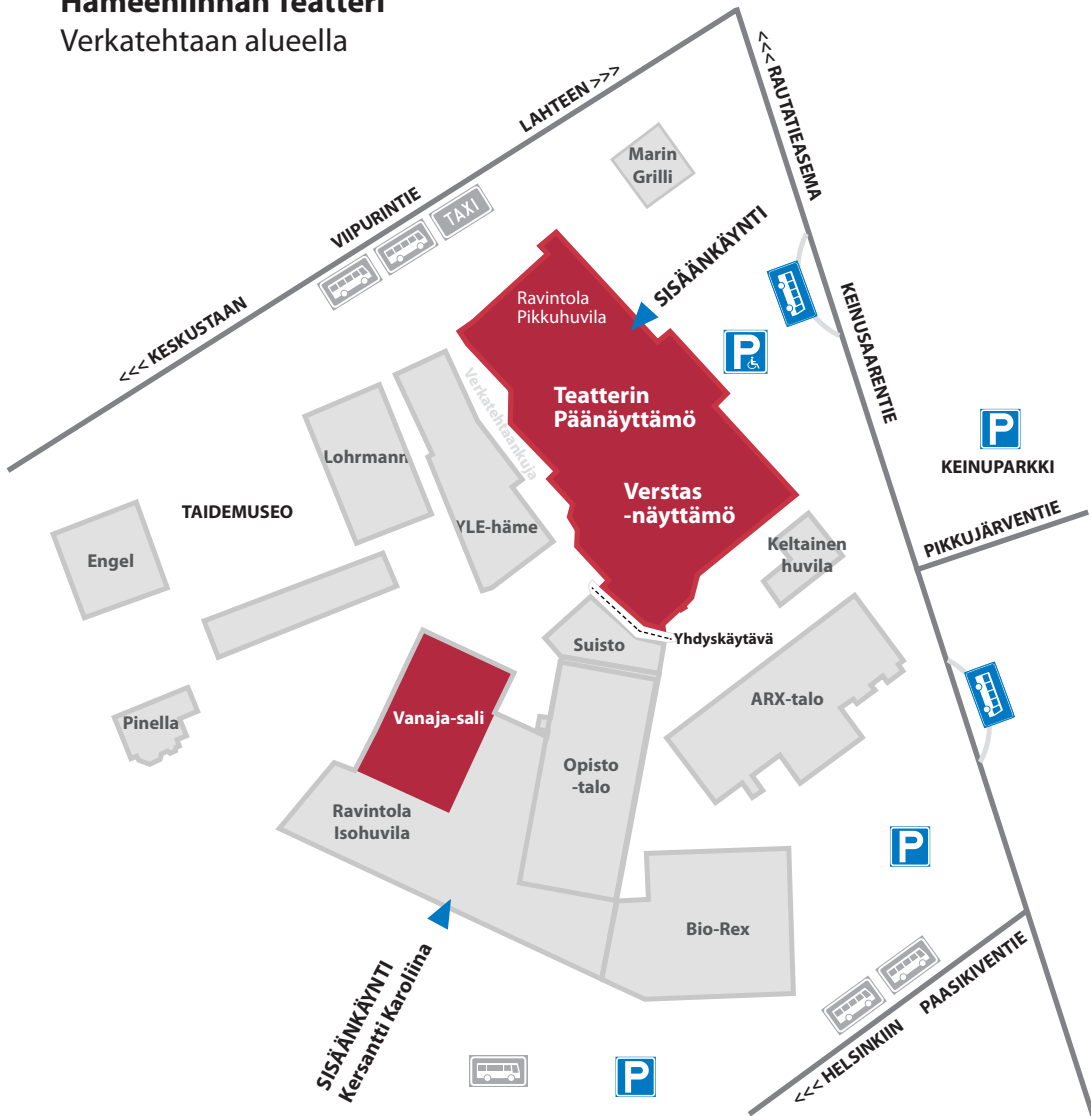 Hämeenlinnan Teatteri
Verkatehtaan alueella
LAHTEEN >>>
<<< RAUTATIEASEMA
Marin
Grilli
TAXI
VIIPURINTIE
SISÄÄNKÄYNTI
<<< KESKUSTAAN
Ravintola
Pikkuhuvila
KEINUSAARENTIE
P
Verkatehtaankuja
Teatterin
Päänäyttämö
P
KEINUPARKKI
Lohrmann
Verstas
-näyttämö
TAIDEMUSEO
YLE-häme
PIKKUJÄRVENTIE
Engel
Keltainen
huvila
Suisto
Yhdyskäytävä
ARX-talo
Vanaja-sali
Pinella
Opisto
-talo
Ravintola
Isohuvila
P
Bio-Rex
SISÄÄNKÄYNTI
Kersantti Karoliina
PAASIKIVENTIE
<<< HELSINKIIN
P